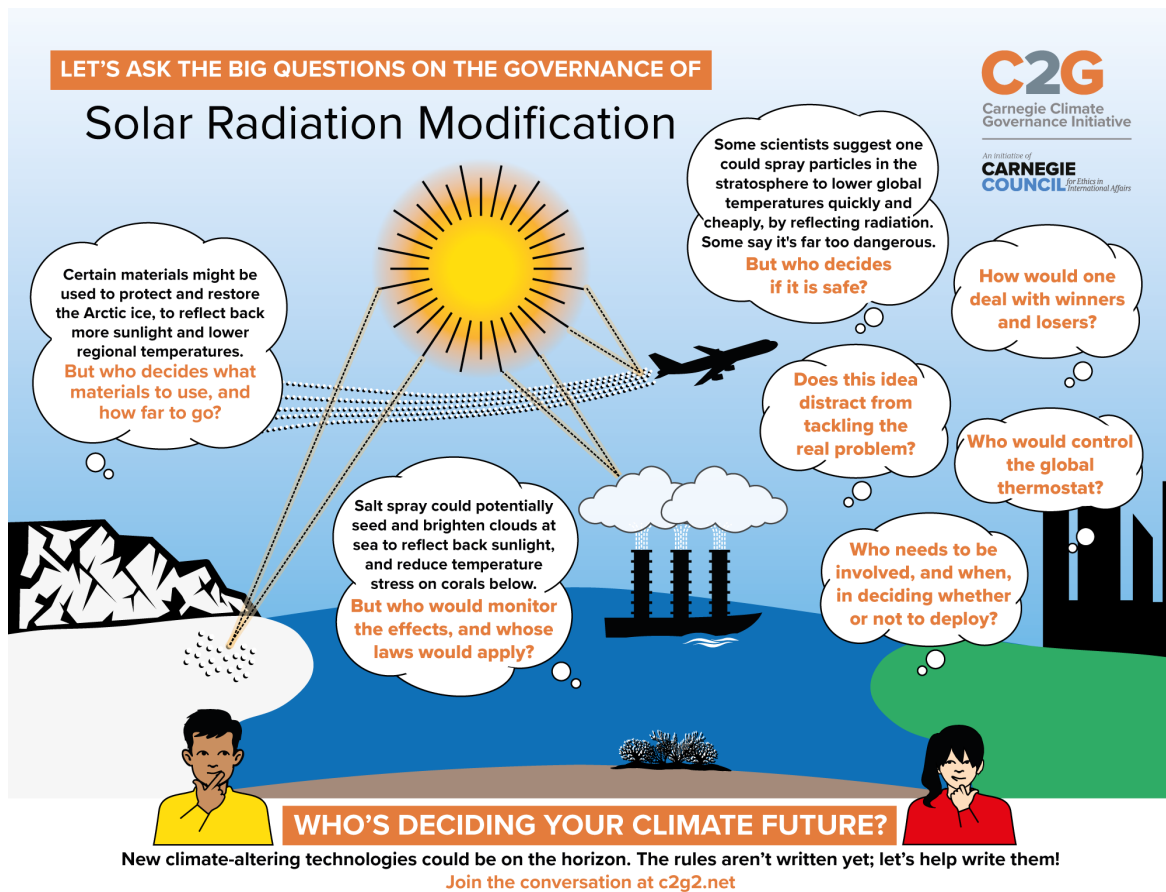 LET'S ASK THE BIG QUESTIONS ON THE GOVERNANCE OF
Solar Radiation Modification
C2G
Carnegie Climate
Governance Initiative
An initiative of
CARNEGIE
COUNCIL for Ethics in
International Affairs
Some scientists suggest one
could spray particles in the
stratosphere to lower global
temperatures quickly and
cheaply, by reflecting radiation.
Some say it's far too dangerous.
But who decides
if it is safe?
Certain materials might be
used to protect and restore
the Arctic ice, to reflect back
more sunlight and lower
regional temperatures.
But who decides what
materials to use, and
how far to go?
How would one
deal with winners
and losers?
Does this idea
distract from
tackling the
real problem?
Who would control
the global
thermostat?
Salt spray could potentially
seed and brighten clouds at
sea to reflect back sunlight,
and reduce temperature
stress on corals below.
But who would monitor
the effects, and whose
laws would apply?
Who needs to be
involved, and when,
in deciding whether
or not to deploy?
WHO'S DECIDING YOUR CLIMATE FUTURE?
New climate-altering technologies could be on the horizon. The rules aren't written yet; let's help write them!
Join the conversation at c2g2.net